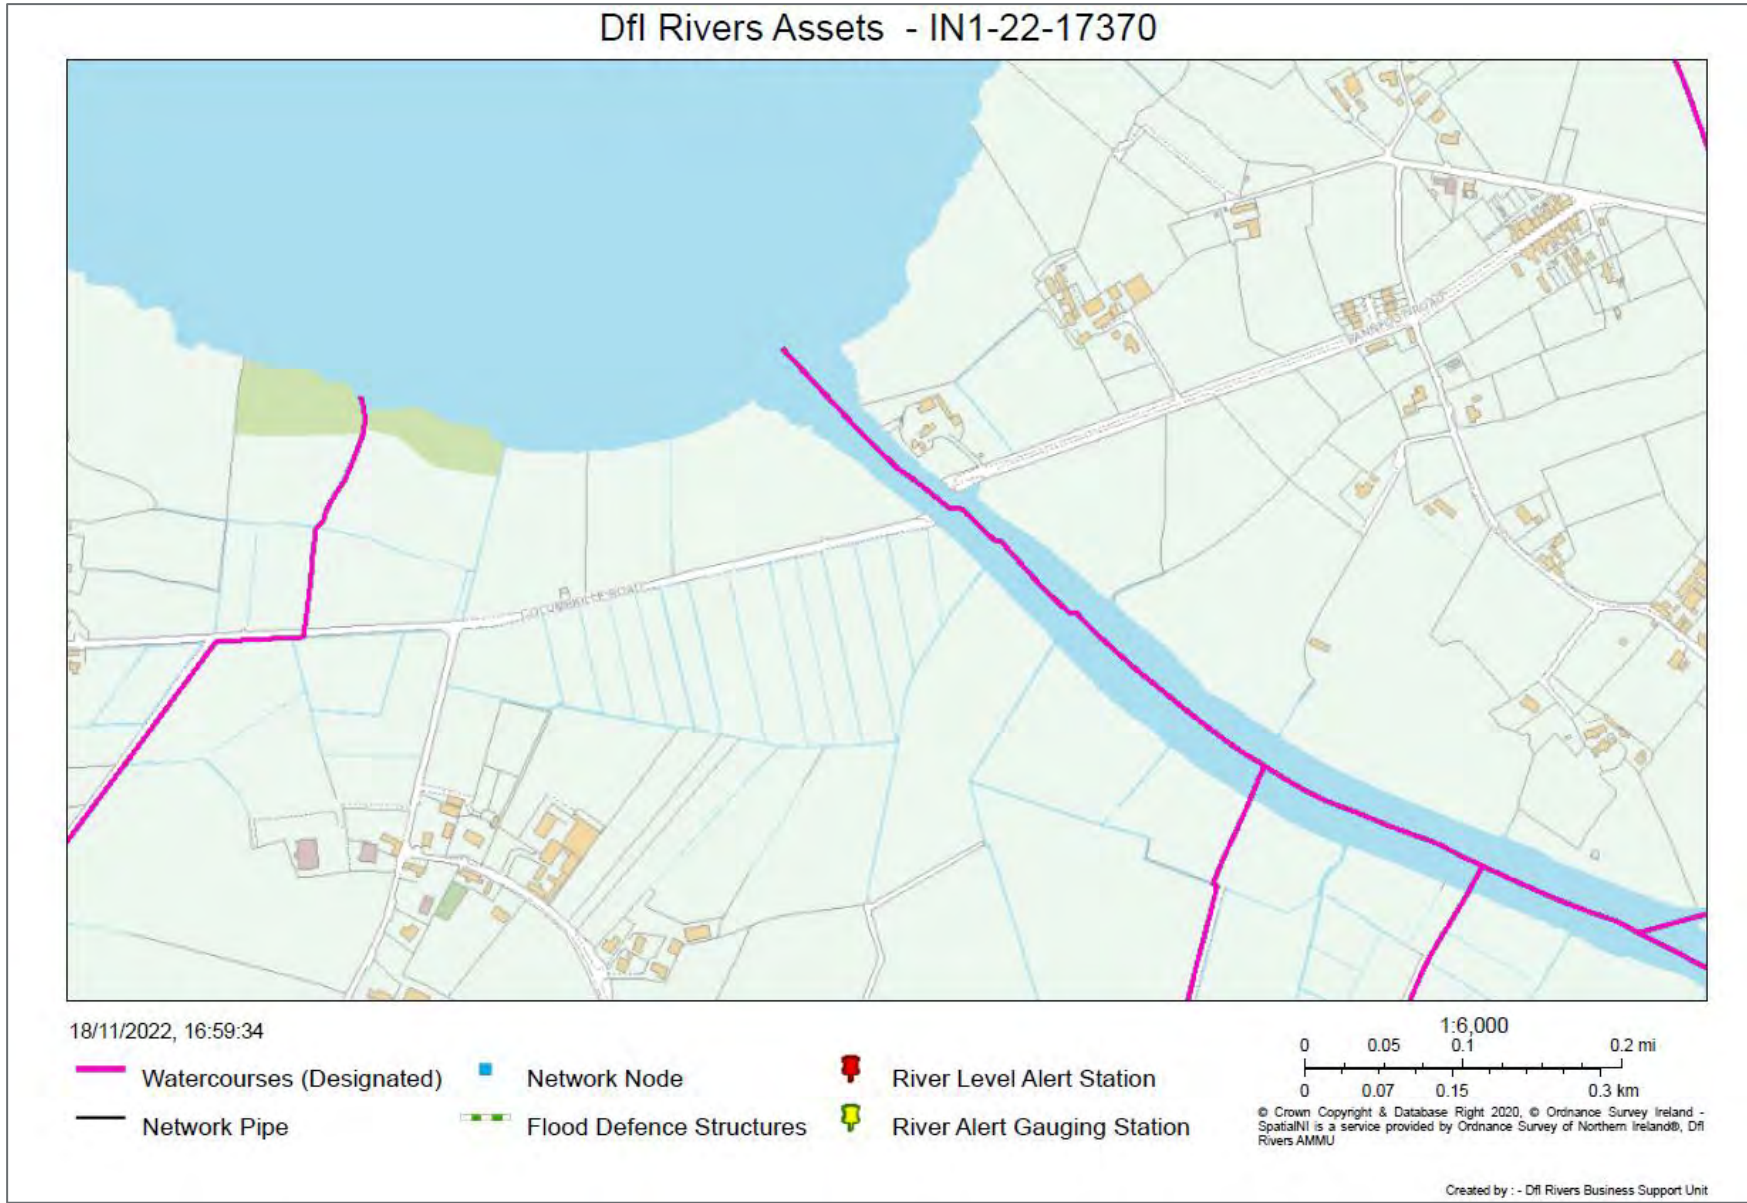 DfI Rivers Assets - IN1-22-17370
COLUMBKILLE ROAD
18/11/2022, 16:59:34
1:6,000
0 0.05 0.1 0.2 mi
0 0.07 0.15 0.3 km
Watercourses (Designated)
Network Node
River Level Alert Station
Network Pipe
Flood Defence Structures
River Alert Gauging Station
© Crown Copyright & Database Right 2020, © Ordnance Survey Ireland -
SpatialNI is a service provided by Ordnance Survey of Northern Ireland®, DfI
Rivers AMMU
Created by : - DfI Rivers Business Support Unit